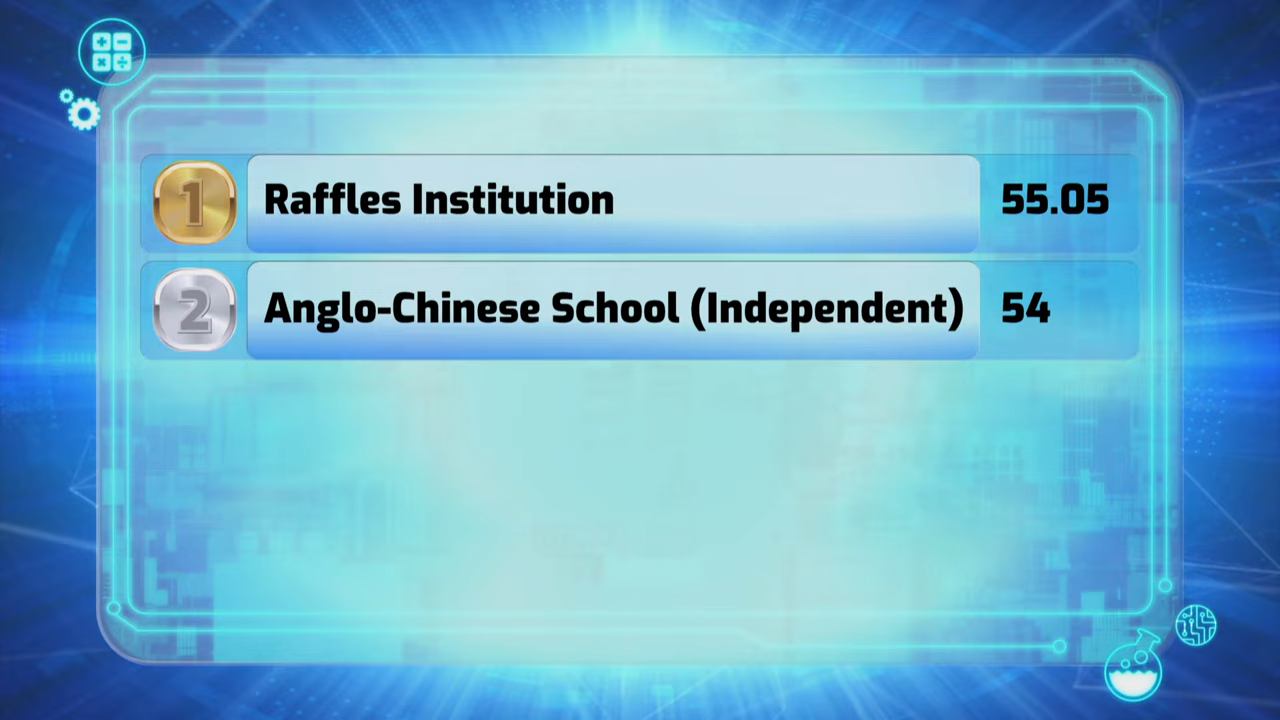 1 Raffles Institution 55.05
2 Anglo-Chinese School (Independent) 54